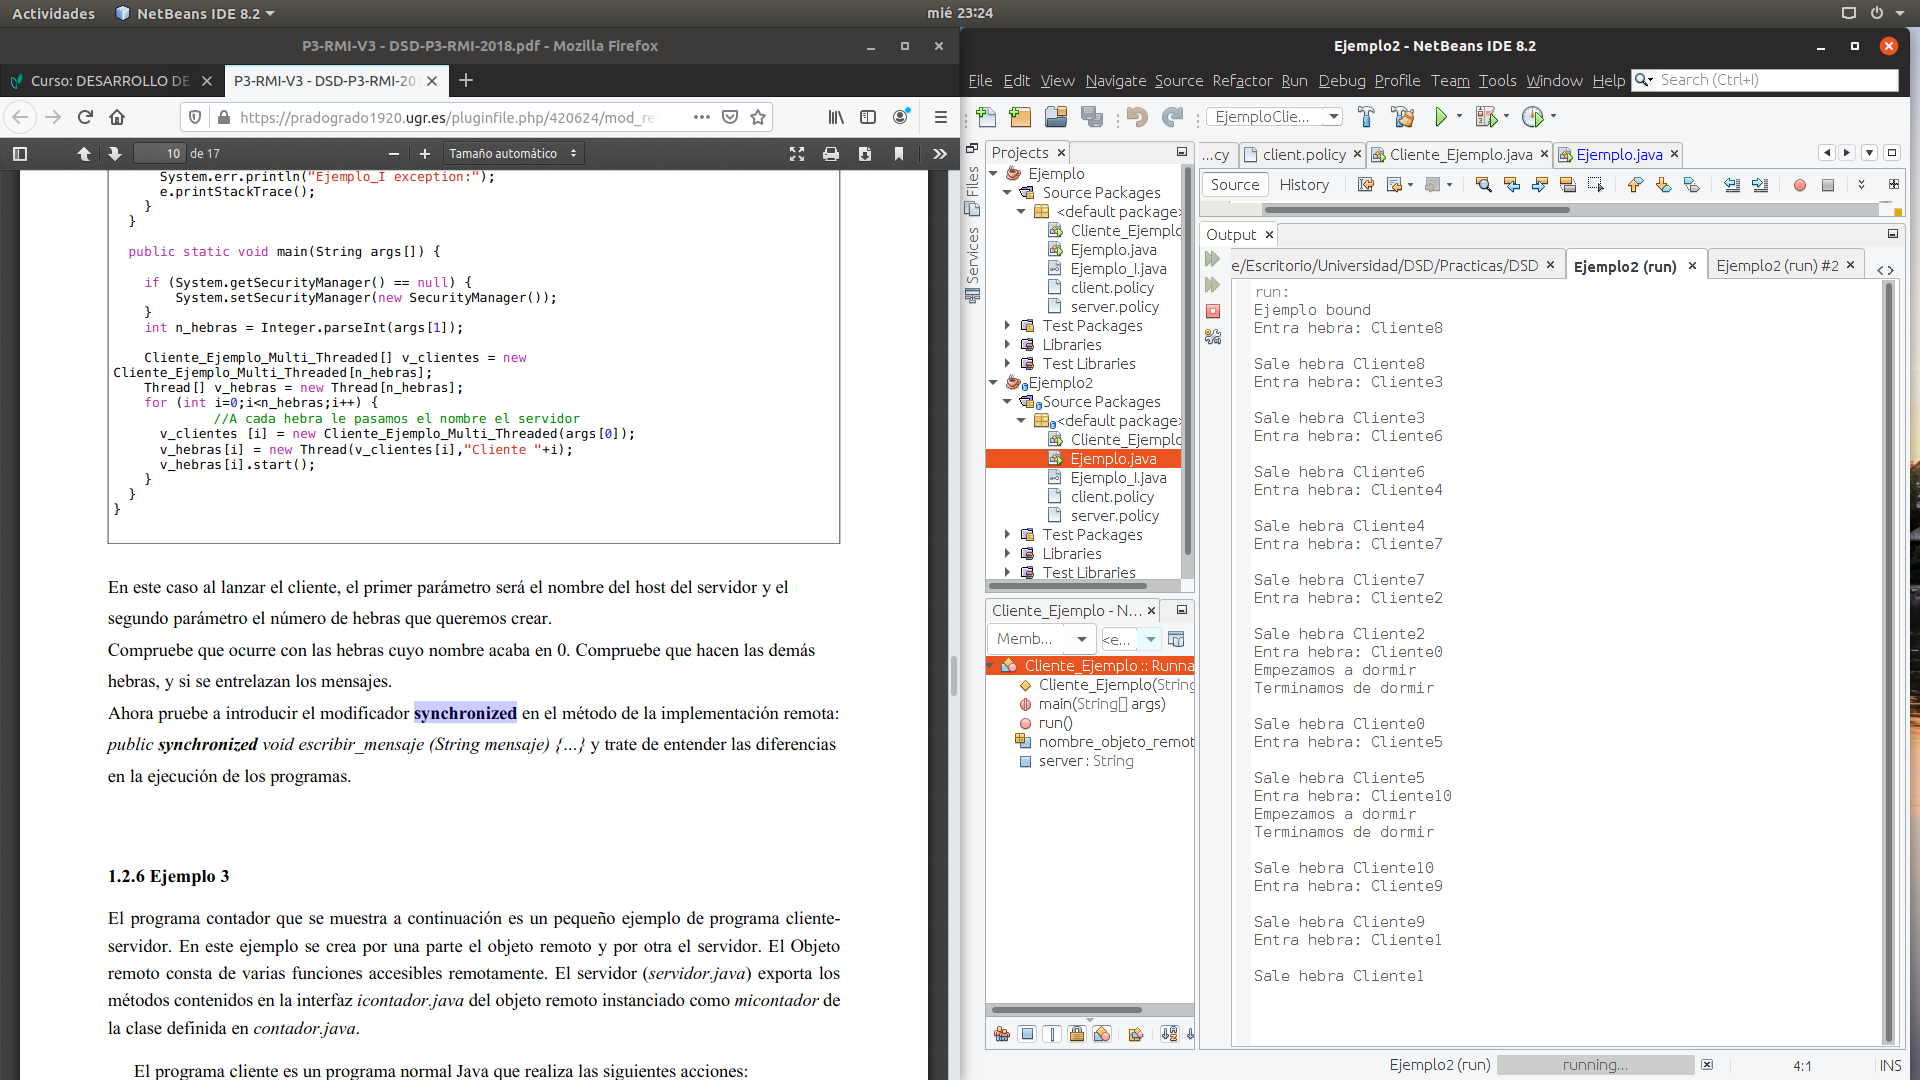 Actividades
NetBeans IDE 8.2
mié 23:24
P3-RMI-V3 - DSD-P3-RMI-2018.pdf - Mozilla Firefox
Curso: DESARROLLO DE
P3-RMI-V3 - DSD-P3-RMI-20
https://pradogrado1920.ugr.es/pluginfile.php/420624/mod_re
10 de 17
Tamaño automático
System.err.println("Ejemplo_I exception:");
e.printStackTrace();
}
}
public static void main(String args[]) {
if (System.getSecurityManager() == null) {
System.setSecurityManager(new SecurityManager());
}
int n_hebras = Integer.parseInt(args[1]);
Cliente_Ejemplo_Multi_Threaded[] v_clientes = new
Cliente_Ejemplo_Multi_Threaded[n_hebras];
Thread[] v_hebras = new Thread[n_hebras];
for (int i=0;i<n_hebras;i++) {
//A cada hebra le pasamos el nombre el servidor
v_clientes [i] = new Cliente_Ejemplo_Multi_Threaded(args[0]);
v_hebras[i] = new Thread(v_clientes[i],"Cliente "+i);
v_hebras[i].start();
}
}
}
En este caso al lanzar el cliente, el primer parámetro será el nombre del host del servidor y el
segundo parámetro el número de hebras que queremos crear.
Compruebe que ocurre con las hebras cuyo nombre acaba en 0. Compruebe que hacen las demás
hebras, y si se entrelazan los mensajes.
Ahora pruebe a introducir el modificador synchronized en el método de la implementación remota:
public synchronized void escribir_mensaje (String mensaje) {...} y trate de entender las diferencias
en la ejecución de los programas.
1.2.6 Ejemplo 3
El programa contador que se muestra a continuación es un pequeño ejemplo de programa cliente-
servidor. En este ejemplo se crea por una parte el objeto remoto y por otra el servidor. El Objeto
remoto consta de varias funciones accesibles remotamente. El servidor (servidor.java) exporta los
métodos contenidos en la interfaz icontador.java del objeto remoto instanciado como micontador de
la clase definida en contador.java.
El programa cliente es un programa normal Java que realiza las siguientes acciones:
Ejemplo2 - NetBeans IDE 8.2
File Edit View Navigate Source Refactor Run Debug Profile Team Tools Window Help
Search (Ctrl+I)
EjemploClie...
Files
Services
Projects
Ejemplo
Source Packages
<default package>
Cliente_Ejemplo
Ejemplo.java
Ejemplo_I.java
client.policy
server.policy
Test Packages
Libraries
Test Libraries
Ejemplo2
Source Packages
<default package>
Cliente_Ejemplo
Ejemplo.java
Ejemplo_I.java
client.policy
server.policy
Test Packages
Libraries
Test Libraries
Cliente_Ejemplo - N...
Memb...
<e...
Cliente_Ejemplo :: Runna
Cliente_Ejemplo(String
main(String[] args)
run()
nombre_objeto_remot
server : String
...cy
client.policy
Cliente_Ejemplo.java
Ejemplo.java
Source
History
Output
e/Escritorio/Universidad/DSD/Practicas/DSD
Ejemplo2 (run)
Ejemplo2 (run) #2
run:
Ejemplo bound
Entra hebra: Cliente8
Sale hebra Cliente8
Entra hebra: Cliente3
Sale hebra Cliente3
Entra hebra: Cliente6
Sale hebra Cliente6
Entra hebra: Cliente4
Sale hebra Cliente4
Entra hebra: Cliente7
Sale hebra Cliente7
Entra hebra: Cliente2
Sale hebra Cliente2
Entra hebra: Cliente0
Empezamos a dormir
Terminamos de dormir
Sale hebra Cliente0
Entra hebra: Cliente5
Sale hebra Cliente5
Entra hebra: Cliente10
Empezamos a dormir
Terminamos de dormir
Sale hebra Cliente10
Entra hebra: Cliente9
Sale hebra Cliente9
Entra hebra: Cliente1
Sale hebra Cliente1
Ejemplo2 (run)
running...
4:1
INS